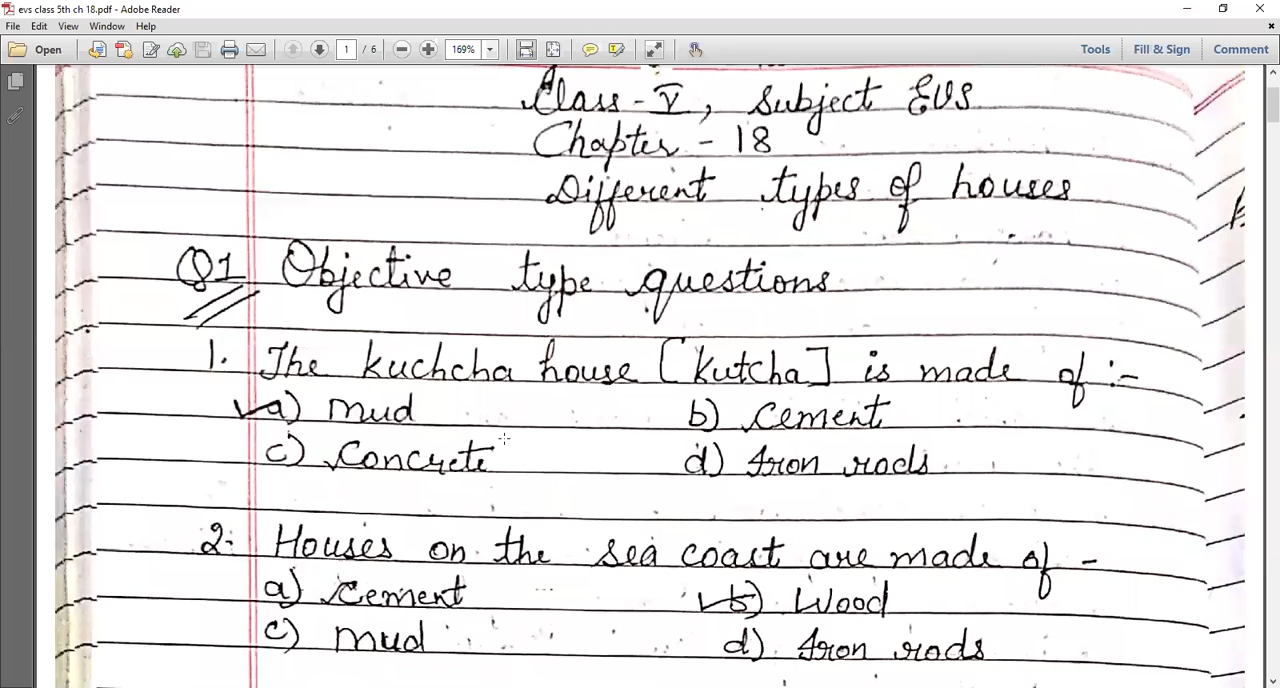 evs class 5th ch 18.pdf - Adobe Reader
File Edit View Window Help
Open 1 / 6 169% Tools Fill & Sign Comment
Class - V, Subject EVS
Chapter - 18
Different types of houses
Q1 Objective type questions
1. The kuchcha house [Kutcha] is made of :-
a) Mud b) Cement
c) Concrete d) Iron rods
2. Houses on the sea coast are made of -
a) Cement b) Wood
c) Mud d) Iron rods